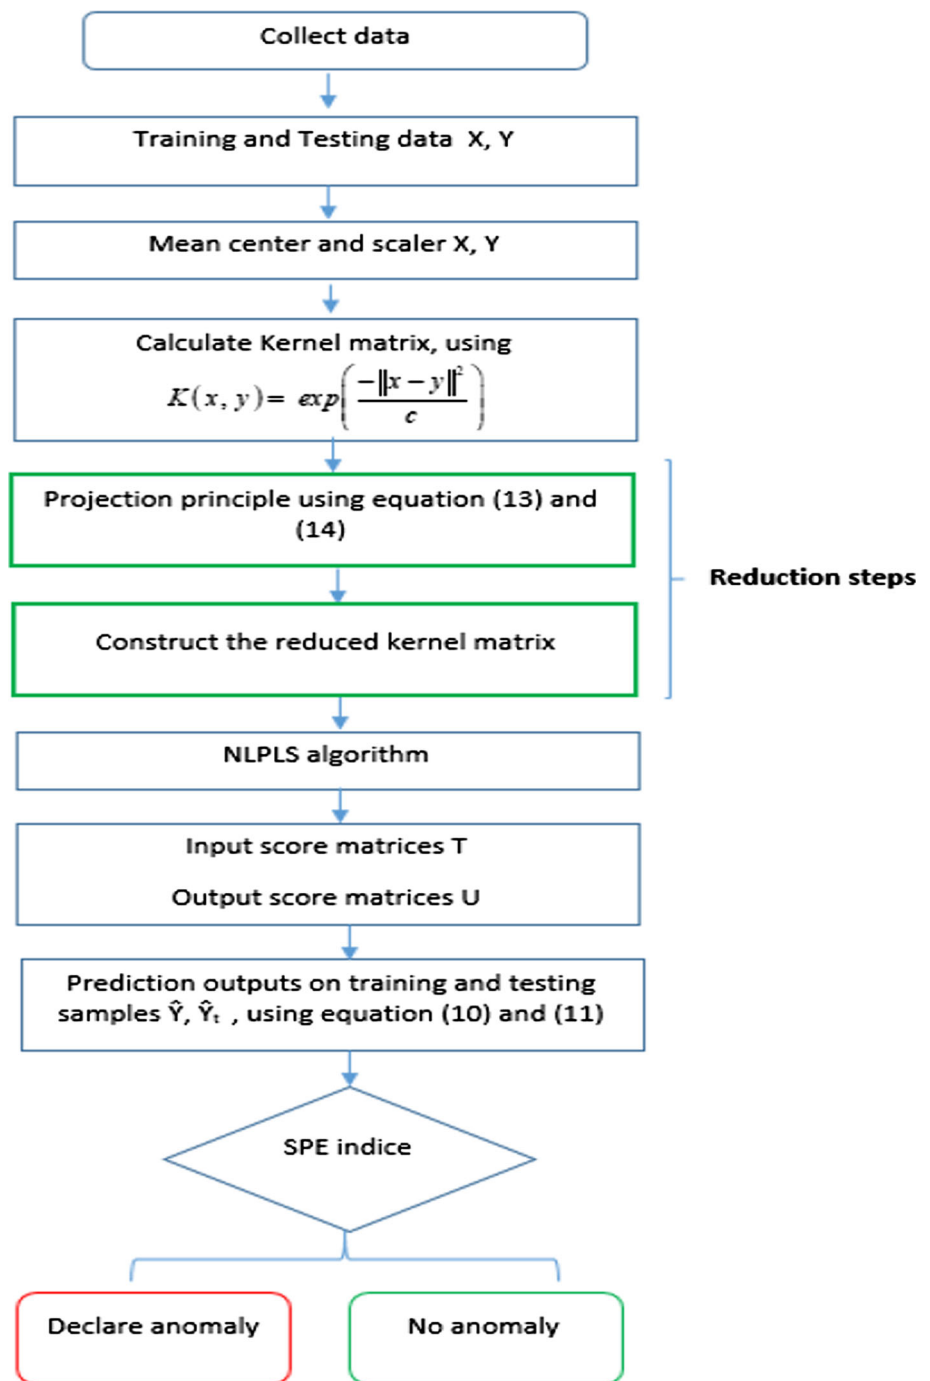 Collect data
Training and Testing data X, Y
Mean center and scaler X, Y
Calculate Kernel matrix, using
K(x, y)= exp(−‖x − y‖² / c)
Projection principle using equation (13) and
(14)
Reduction steps
Construct the reduced kernel matrix
NLPLS algorithm
Input score matrices T
Output score matrices U
Prediction outputs on training and testing
samples Ŷ, Ŷₜ , using equation (10) and (11)
SPE indice
Declare anomaly
No anomaly